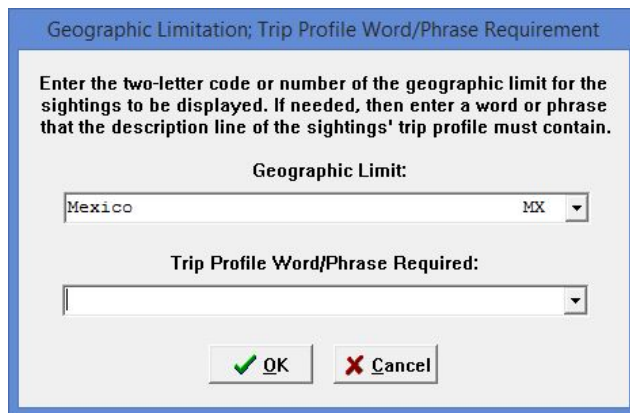 Geographic Limitation; Trip Profile Word/Phrase Requirement
Enter the two-letter code or number of the geographic limit for the
sightings to be displayed. If needed, then enter a word or phrase
that the description line of the sightings' trip profile must contain.
Geographic Limit:
Mexico MX
Trip Profile Word/Phrase Required:
OK Cancel